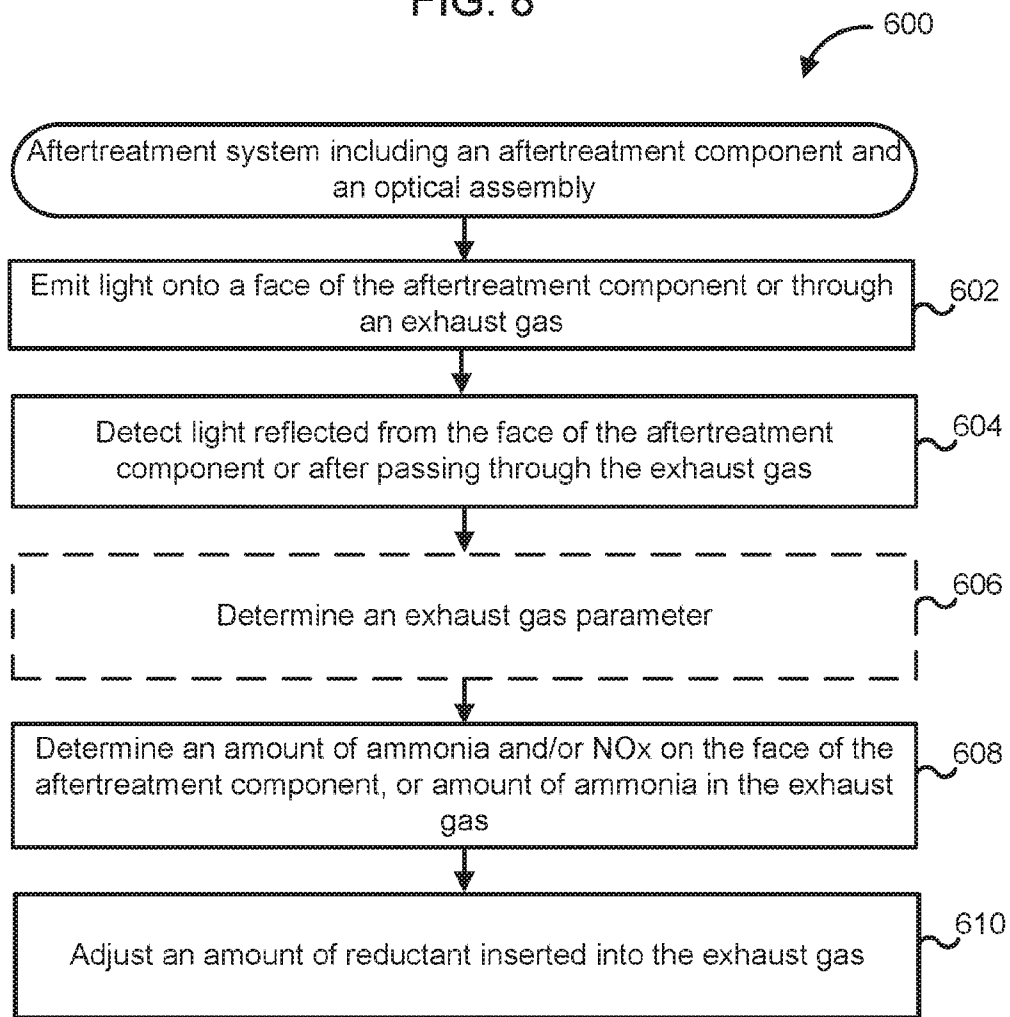 FIG. 8
600
Aftertreatment system including an aftertreatment component and
an optical assembly
Emit light onto a face of the aftertreatment component or through
an exhaust gas
602
Detect light reflected from the face of the aftertreatment
component or after passing through the exhaust gas
604
Determine an exhaust gas parameter
606
Determine an amount of ammonia and/or NOx on the face of the
aftertreatment component, or amount of ammonia in the exhaust
gas
608
Adjust an amount of reductant inserted into the exhaust gas
610